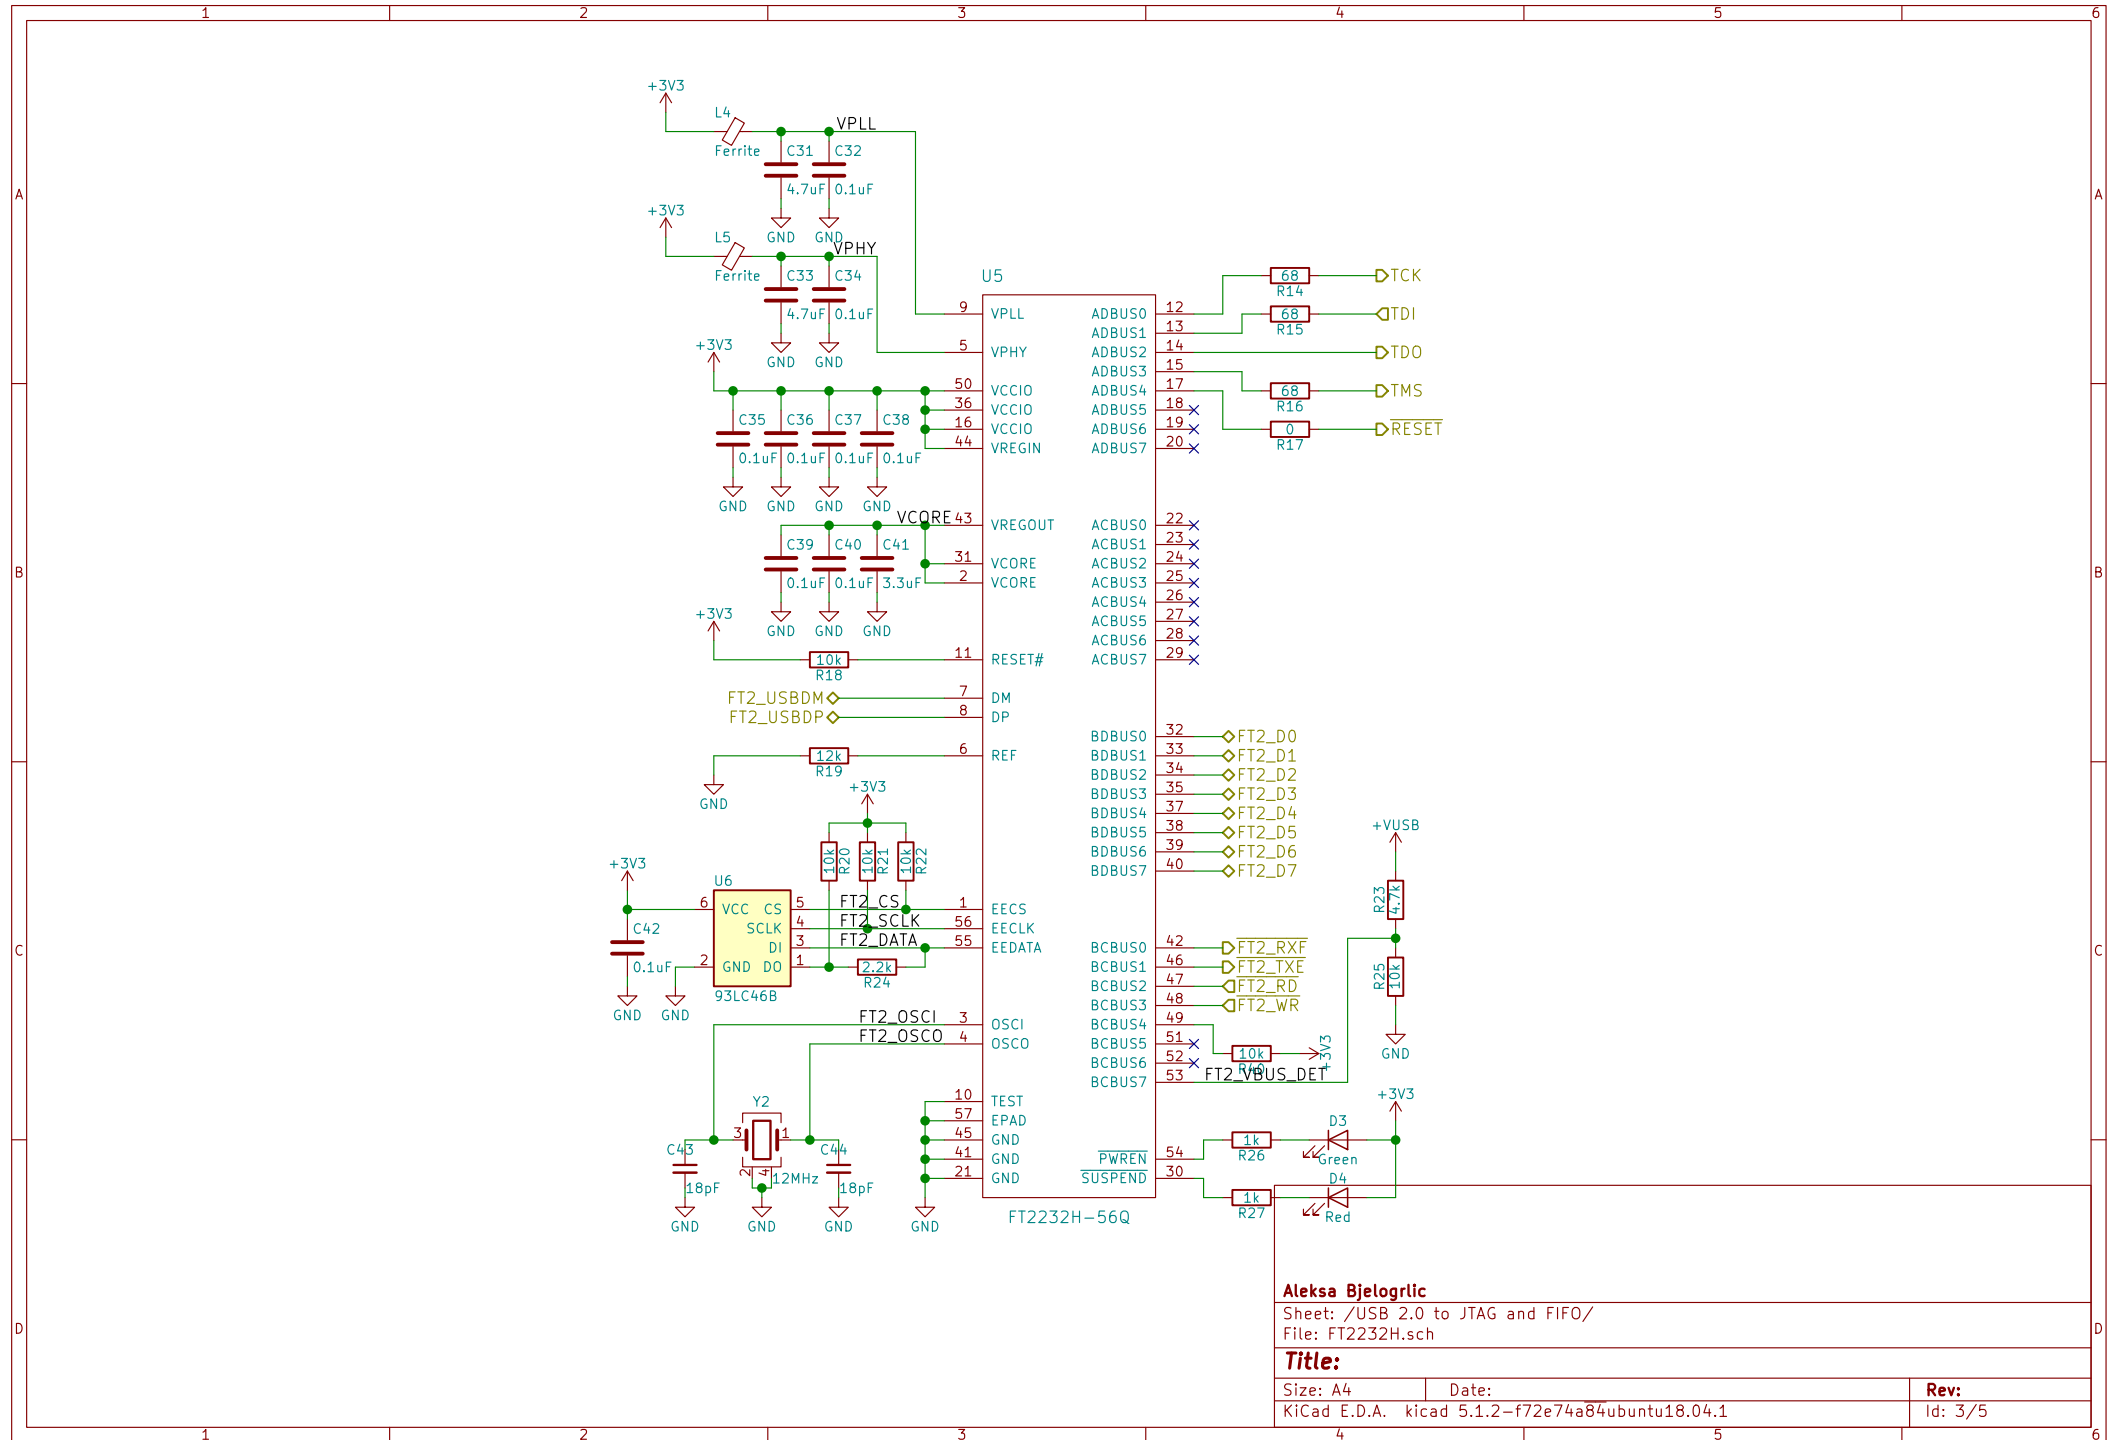 1 2 3 4 5 6
A A
B B
C C
D D
+3V3
L4
Ferrite
VPLL
C31 C32
4.7uF 0.1uF
GND GND
+3V3
L5
Ferrite
VPHY
C33 C34
4.7uF 0.1uF
GND GND
+3V3
C35 C36 C37 C38
0.1uF 0.1uF 0.1uF 0.1uF
GND GND GND GND
VCORE
C39 C40 C41
0.1uF 0.1uF 3.3uF
GND GND GND
+3V3
10k
R18
FT2_USBDM
FT2_USBDP
12k
R19
GND
+3V3
10k R20 10k R21 10k R22
+3V3
C42
0.1uF
GND GND
U6
6 VCC CS 5
SCLK 4
DI 3
2 GND DO 1
93LC46B
FT2_CS
FT2_SCLK
FT2_DATA
2.2k
R24
FT2_OSCI
FT2_OSCO
Y2
3 1
2 4
12MHz
C43 C44
18pF 18pF
GND GND GND GND
U5
9 VPLL ADBUS0 12
ADBUS1 13
5 VPHY ADBUS2 14
ADBUS3 15
50 VCCIO ADBUS4 17
36 VCCIO ADBUS5 18
16 VCCIO ADBUS6 19
44 VREGIN ADBUS7 20
43 VREGOUT ACBUS0 22
ACBUS1 23
31 VCORE ACBUS2 24
2 VCORE ACBUS3 25
ACBUS4 26
ACBUS5 27
ACBUS6 28
11 RESET# ACBUS7 29
7 DM
8 DP
BDBUS0 32 FT2_D0
6 REF BDBUS1 33 FT2_D1
BDBUS2 34 FT2_D2
BDBUS3 35 FT2_D3
BDBUS4 37 FT2_D4
BDBUS5 38 FT2_D5
BDBUS6 39 FT2_D6
BDBUS7 40 FT2_D7
1 EECS
56 EECLK
55 EEDATA BCBUS0 42 FT2_RXF
BCBUS1 46 FT2_TXE
BCBUS2 47 FT2_RD
BCBUS3 48 FT2_WR
3 OSCI BCBUS4 49
4 OSCO BCBUS5 51
BCBUS6 52
BCBUS7 53
10 TEST
57 EPAD
45 GND
41 GND PWREN 54
21 GND SUSPEND 30
FT2232H-56Q
68 TCK
R14
68 TDI
R15
TDO
68 TMS
R16
0 RESET
R17
+VUSB
R23 4.7k
R25 10k
GND
10k +3V3
R40
FT2_VBUS_DET
+3V3
1k D3
R26 Green
1k D4
R27 Red
Aleksa Bjelogrlic
Sheet: /USB 2.0 to JTAG and FIFO/
File: FT2232H.sch
Title:
Size: A4 Date: Rev:
KiCad E.D.A. kicad 5.1.2-f72e74a84ubuntu18.04.1 Id: 3/5
1 2 3 4 5 6